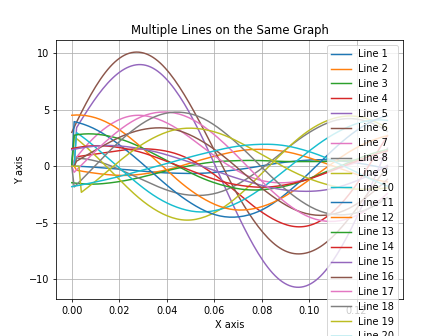 Multiple Lines on the Same Graph
Y axis
10
5
0
−5
−10
0.00
0.02
0.04
0.06
0.08
0.10
X axis
Line 1
Line 2
Line 3
Line 4
Line 5
Line 6
Line 7
Line 8
Line 9
Line 10
Line 11
Line 12
Line 13
Line 14
Line 15
Line 16
Line 17
Line 18
Line 19
Line 20